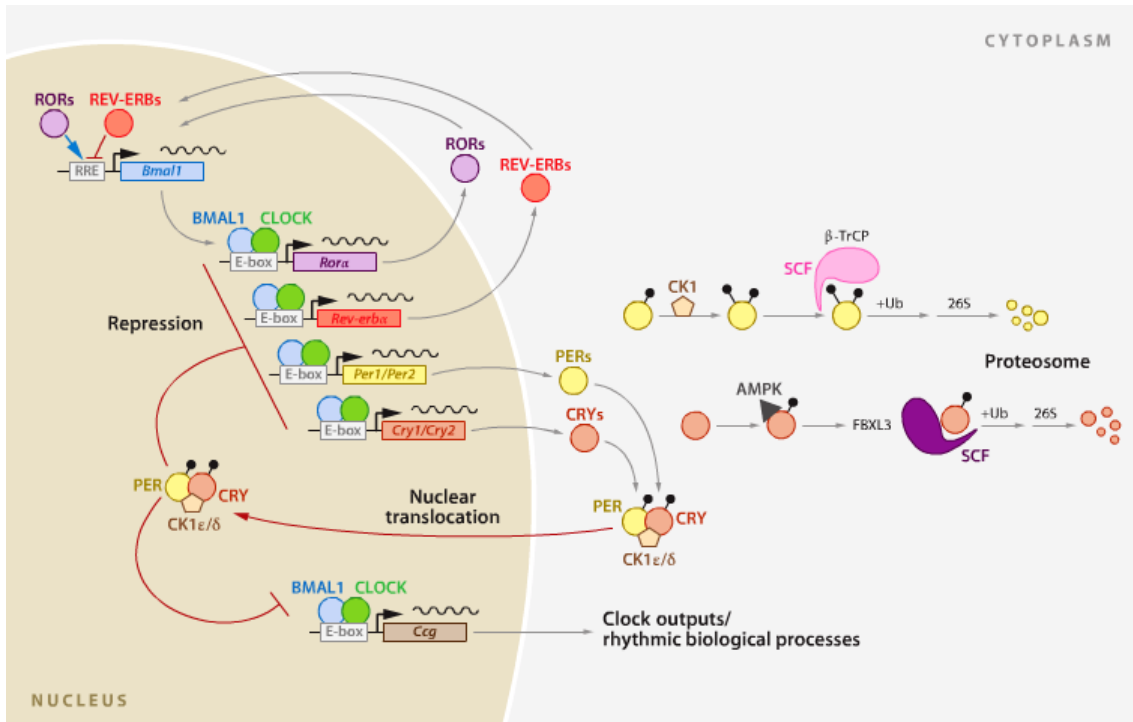 CYTOPLASM
RORs REV-ERBs
RRE
Bmal1
RORs
REV-ERBs
BMAL1 CLOCK
E-box
Rorα
E-box
Rev-erbα
Repression
E-box
Per1/Per2
E-box
Cry1/Cry2
PERs
CRYs
β-TrCP
SCF
CK1
+Ub
26S
Proteosome
AMPK
FBXL3
SCF
+Ub
26S
PER
CRY
CK1ε/δ
Nuclear
translocation
PER
CRY
CK1ε/δ
BMAL1 CLOCK
E-box
Ccg
Clock outputs/
rhythmic biological processes
NUCLEUS